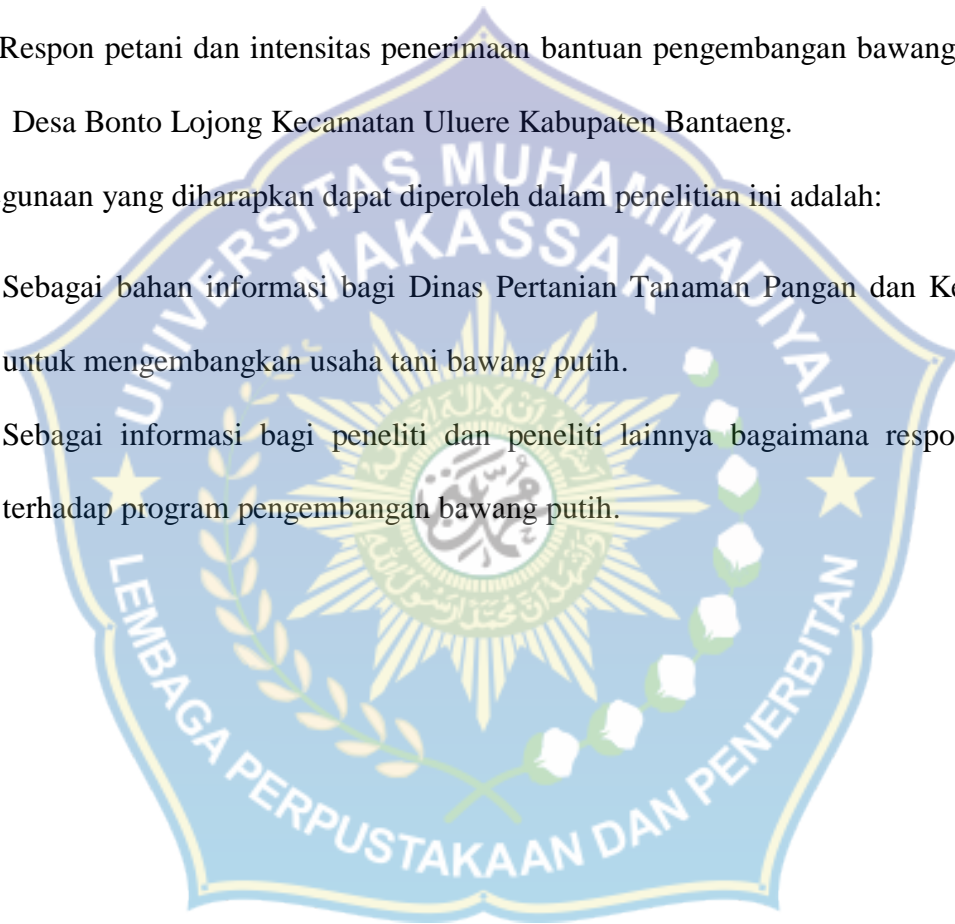 Respon petani dan intensitas penerimaan bantuan pengembangan bawang
Desa Bonto Lojong Kecamatan Uluere Kabupaten Bantaeng.
gunaan yang diharapkan dapat diperoleh dalam penelitian ini adalah:
Sebagai bahan informasi bagi Dinas Pertanian Tanaman Pangan dan Ke
untuk mengembangkan usaha tani bawang putih.
Sebagai informasi bagi peneliti dan peneliti lainnya bagaimana respo
terhadap program pengembangan bawang putih.
UNIVERSITAS MUHAMMADIYAH
MAKASSAR
LEMBAGA PERPUSTAKAAN DAN PENERBITAN